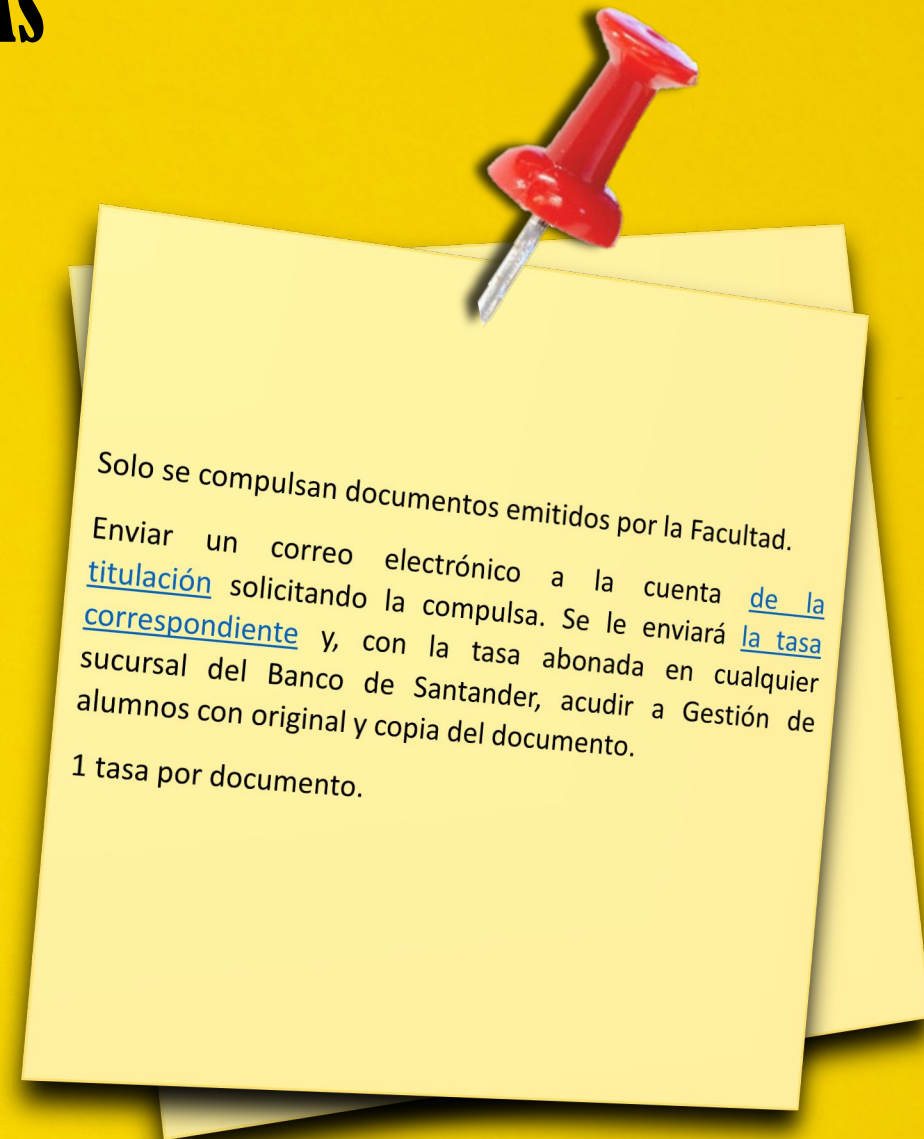 Solo se compulsan documentos emitidos por la Facultad.
Enviar un correo electrónico a la cuenta de la
titulación solicitando la compulsa. Se le enviará la tasa
correspondiente y, con la tasa abonada en cualquier
sucursal del Banco de Santander, acudir a Gestión de
alumnos con original y copia del documento.
1 tasa por documento.